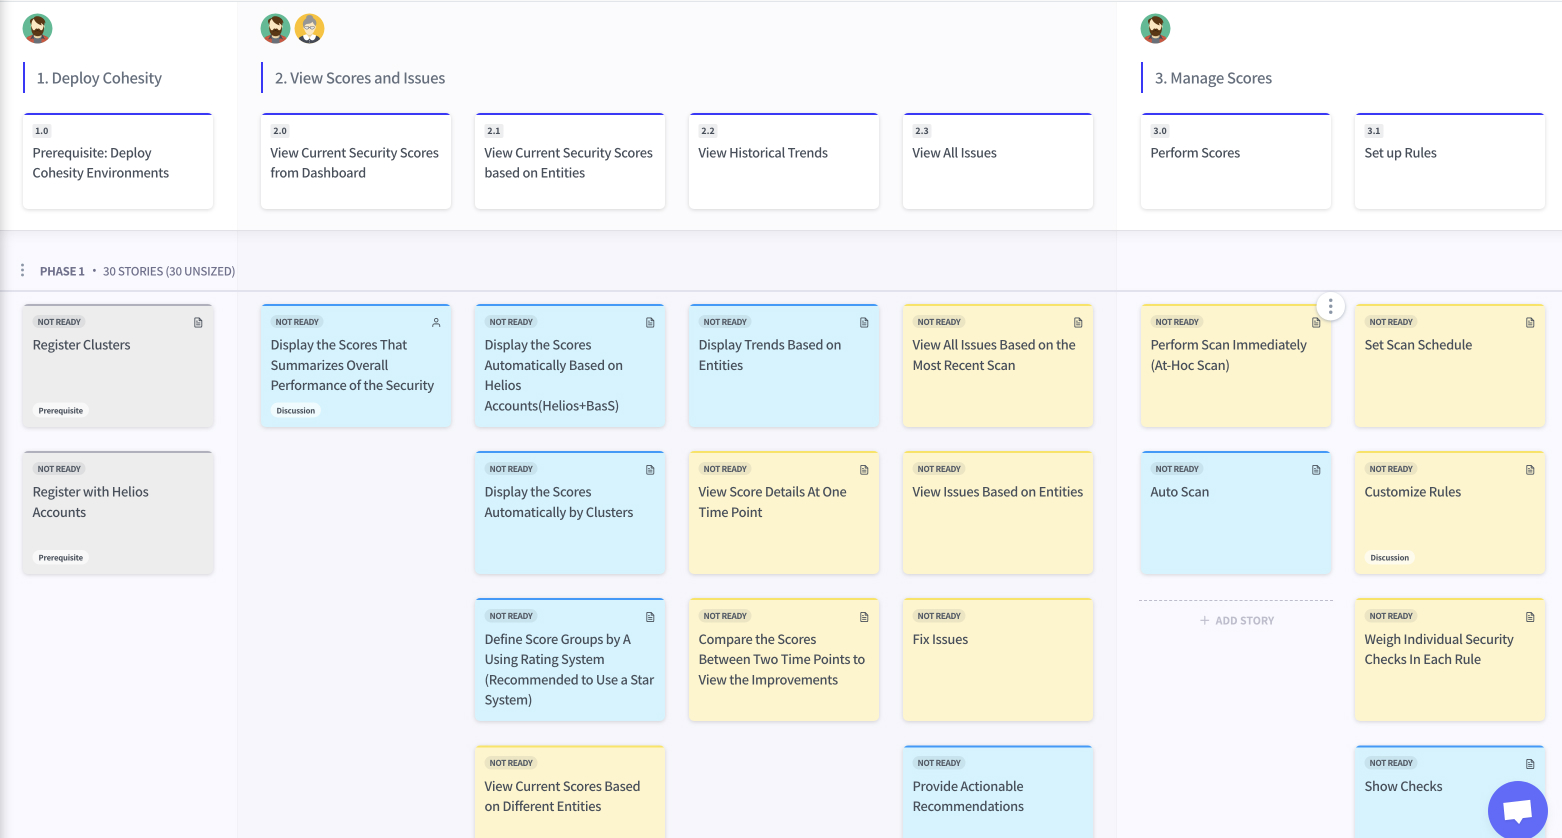 1. Deploy Cohesity
2. View Scores and Issues
3. Manage Scores
1.0
Prerequisite: Deploy
Cohesity Environments
2.0
View Current Security Scores
from Dashboard
2.1
View Current Security Scores
based on Entities
2.2
View Historical Trends
2.3
View All Issues
3.0
Perform Scores
3.1
Set up Rules
PHASE 1 • 30 STORIES (30 UNSIZED)
NOT READY
Register Clusters
Prerequisite
NOT READY
Display the Scores That
Summarizes Overall
Performance of the Security
Discussion
NOT READY
Display the Scores
Automatically Based on
Helios
Accounts(Helios+BasS)
NOT READY
Display Trends Based on
Entities
NOT READY
View All Issues Based on the
Most Recent Scan
NOT READY
Perform Scan Immediately
(At-Hoc Scan)
NOT READY
Set Scan Schedule
NOT READY
Register with Helios
Accounts
Prerequisite
NOT READY
Display the Scores
Automatically by Clusters
NOT READY
View Score Details At One
Time Point
NOT READY
View Issues Based on Entities
NOT READY
Auto Scan
NOT READY
Customize Rules
Discussion
NOT READY
Define Score Groups by A
Using Rating System
(Recommended to Use a Star
System)
NOT READY
Compare the Scores
Between Two Time Points to
View the Improvements
NOT READY
Fix Issues
+ ADD STORY
NOT READY
Weigh Individual Security
Checks In Each Rule
NOT READY
View Current Scores Based
on Different Entities
NOT READY
Provide Actionable
Recommendations
NOT READY
Show Checks